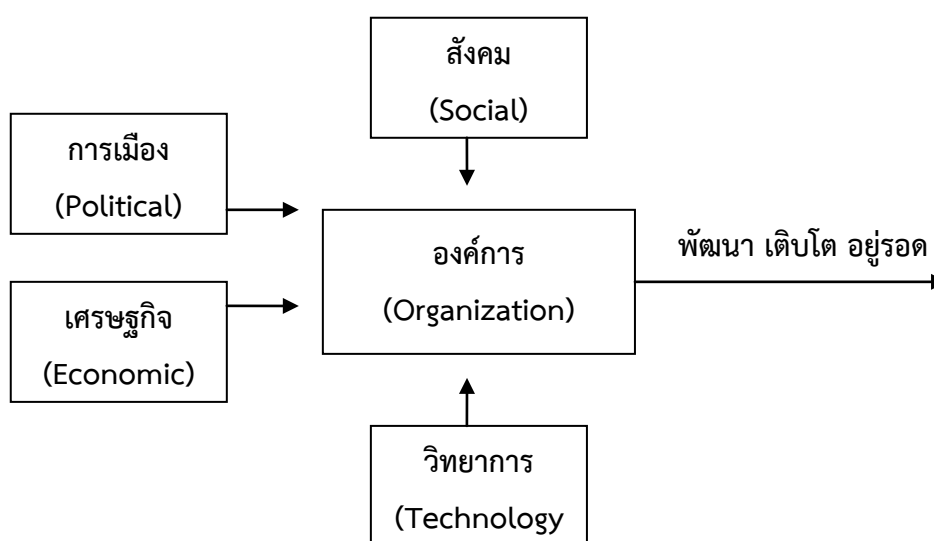 สังคม
(Social)
การเมือง
(Political)
องค์การ
(Organization)
พัฒนา เติบโต อยู่รอด
เศรษฐกิจ
(Economic)
วิทยาการ
(Technology